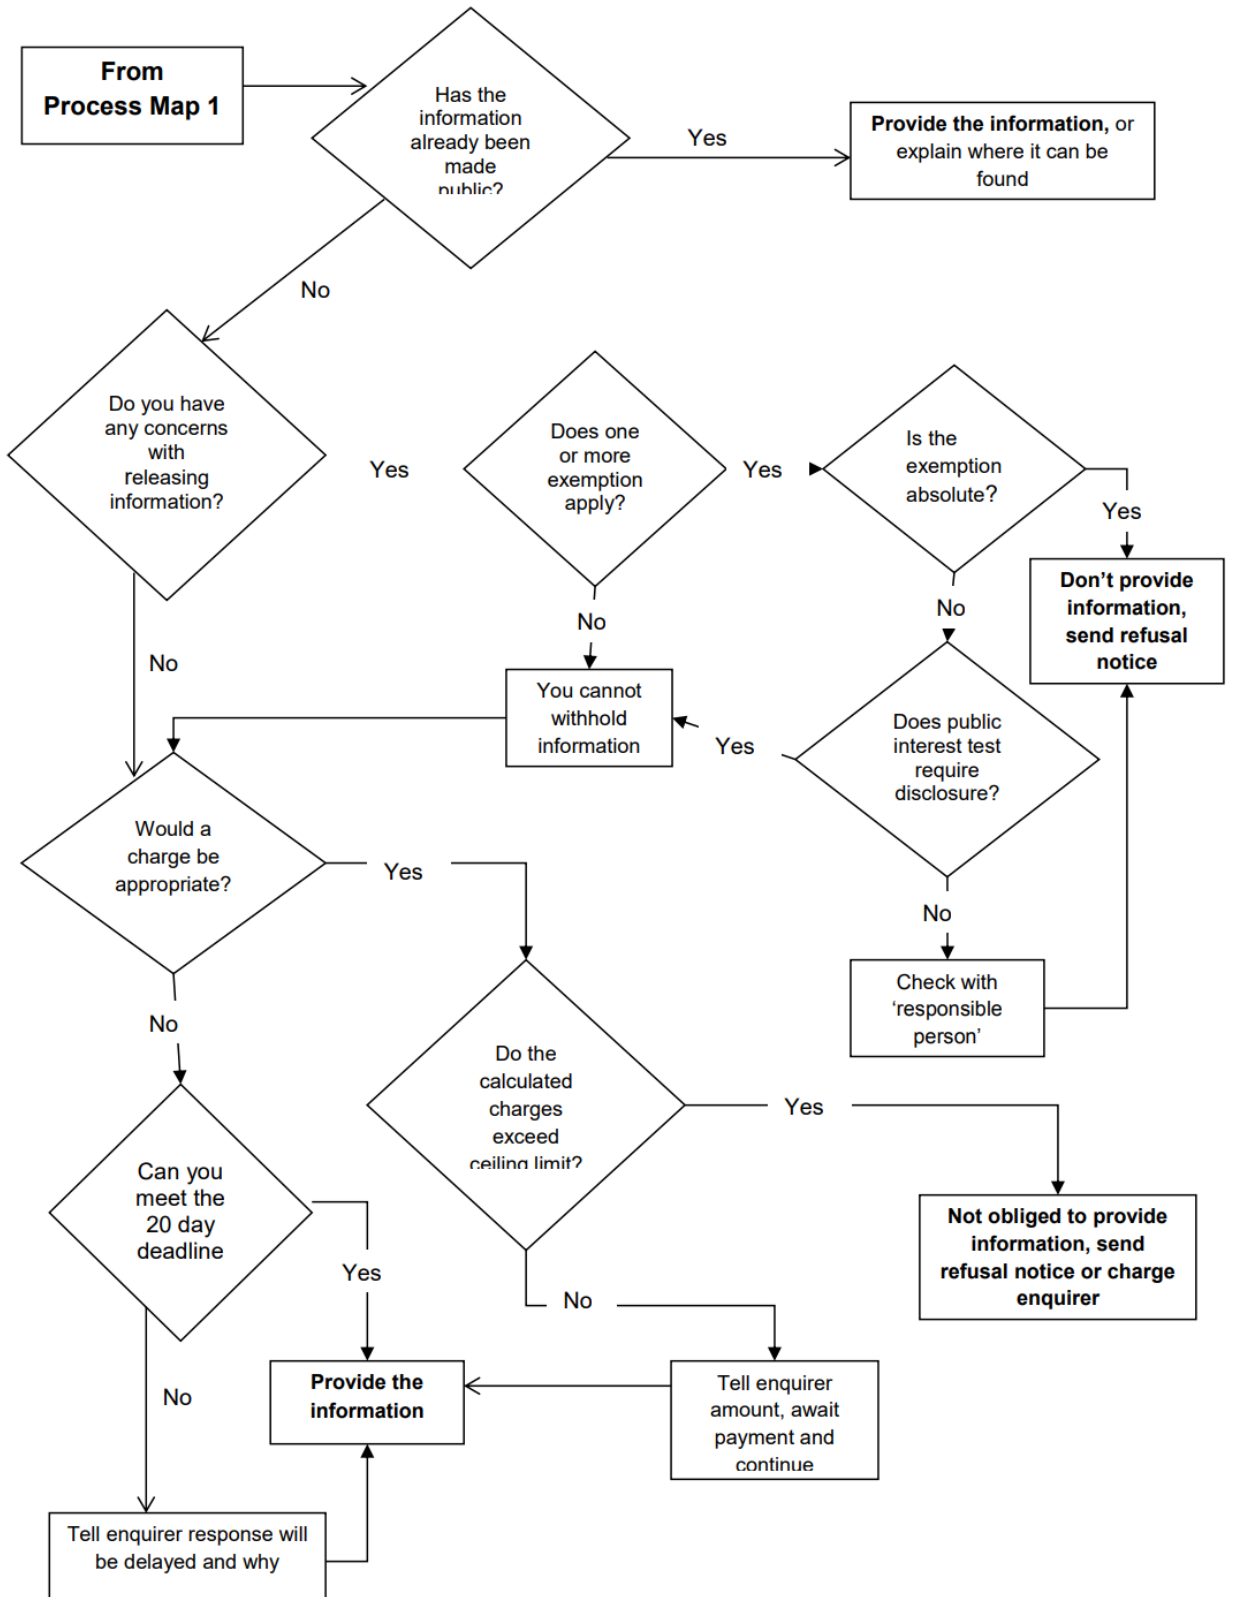 From
Process Map 1
Has the
information
already been
made
public?
Yes
Provide the information, or
explain where it can be
found
No
Do you have
any concerns
with
releasing
information?
Yes
Does one
or more
exemption
apply?
Yes
Is the
exemption
absolute?
Yes
Don’t provide
information,
send refusal
notice
No
No
No
You cannot
withhold
information
Yes
Does public
interest test
require
disclosure?
Would a
charge be
appropriate?
Yes
No
Check with
‘responsible
person’
No
Do the
calculated
charges
exceed
ceiling limit?
Yes
Can you
meet the
20 day
deadline
Not obliged to provide
information, send
refusal notice or charge
enquirer
Yes
No
No
Provide the
information
Tell enquirer
amount, await
payment and
continue
Tell enquirer response will
be delayed and why